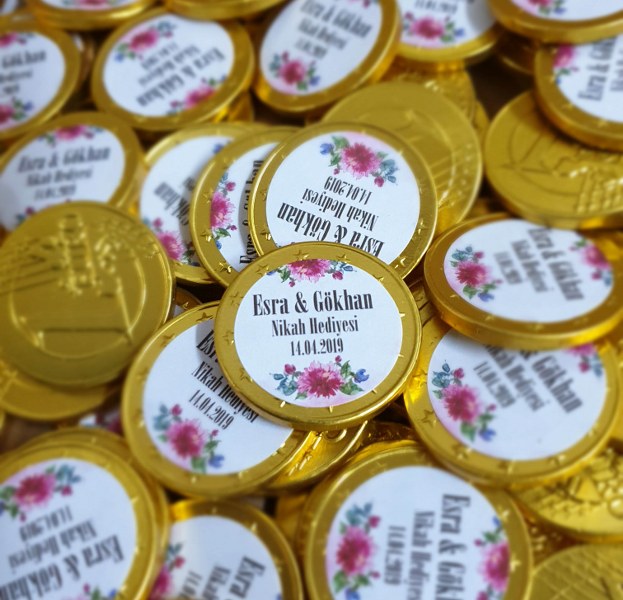 Esra & Gökhan
Nikah Hediyesi
14.04.2019